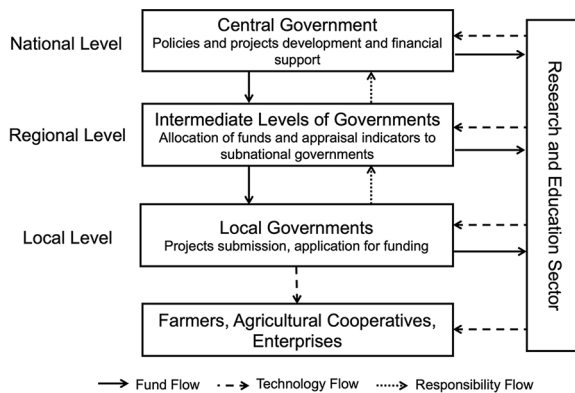 National Level
Central Government
Policies and projects development and financial
support
Regional Level
Intermediate Levels of Governments
Allocation of funds and appraisal indicators to
subnational governments
Local Level
Local Governments
Projects submission, application for funding
Farmers, Agricultural Cooperatives,
Enterprises
Research and Education Sector
Fund Flow
Technology Flow
Responsibility Flow